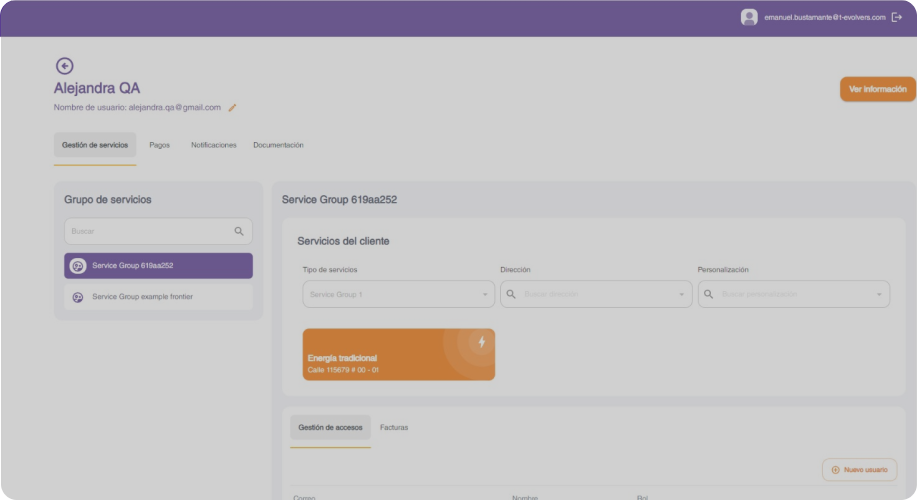 emanuel.bustamante@t-evolvers.com
Alejandra QA
Nombre de usuario: alejandra.qa@gmail.com
Ver información
Gestión de servicios Pagos Notificaciones Documentación
Grupo de servicios
Buscar
Service Group 619aa252
Service Group example frontier
Service Group 619aa252
Servicios del cliente
Tipo de servicios Dirección Personalización
Service Group 1 Buscar dirección Buscar personalización
Energía tradicional
Calle 115679 # 00 - 01
Gestión de accesos Facturas
Nuevo usuario
Correo Nombre Rol